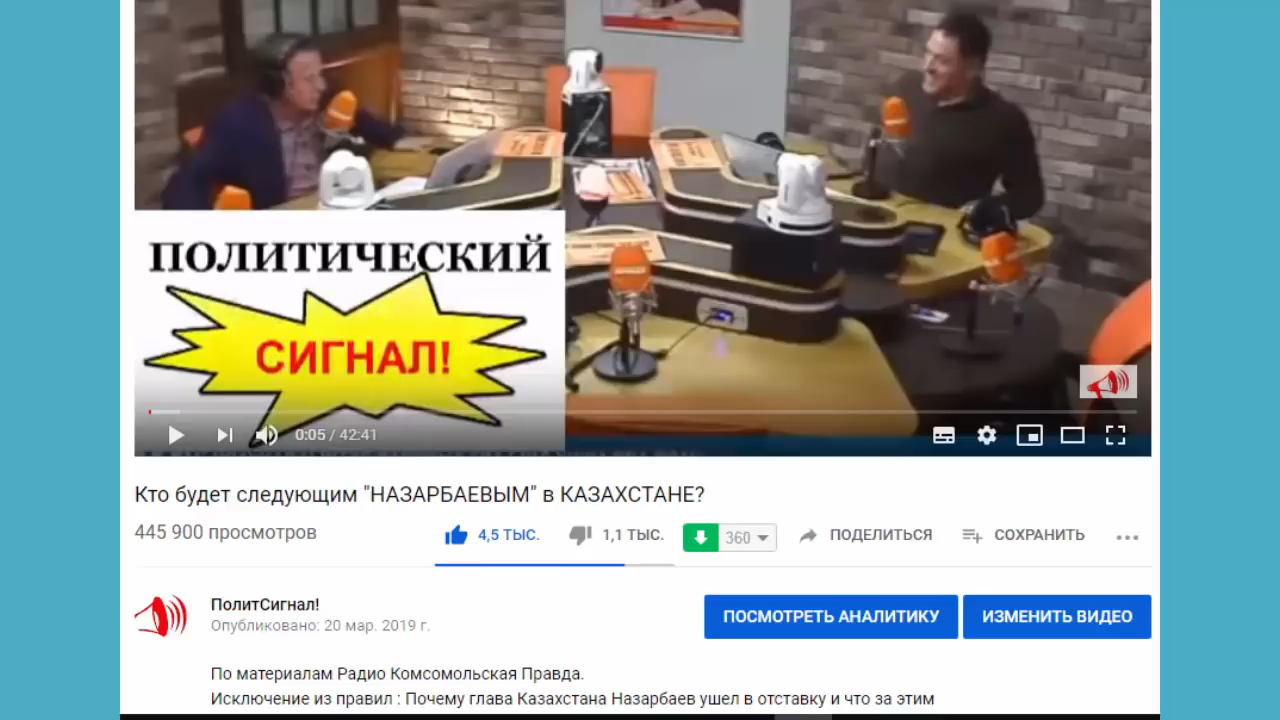 ПОЛИТИЧЕСКИЙ
СИГНАЛ!
0:05 / 42:41
Кто будет следующим "НАЗАРБАЕВЫМ" в КАЗАХСТАНЕ?
445 900 просмотров
4,5 ТЫС.
1,1 ТЫС.
360
ПОДЕЛИТЬСЯ
СОХРАНИТЬ
ПолитСигнал!
Опубликовано: 20 мар. 2019 г.
ПОСМОТРЕТЬ АНАЛИТИКУ
ИЗМЕНИТЬ ВИДЕО
По материалам Радио Комсомольская Правда.
Исключение из правил : Почему глава Казахстана Назарбаев ушел в отставку и что за этим